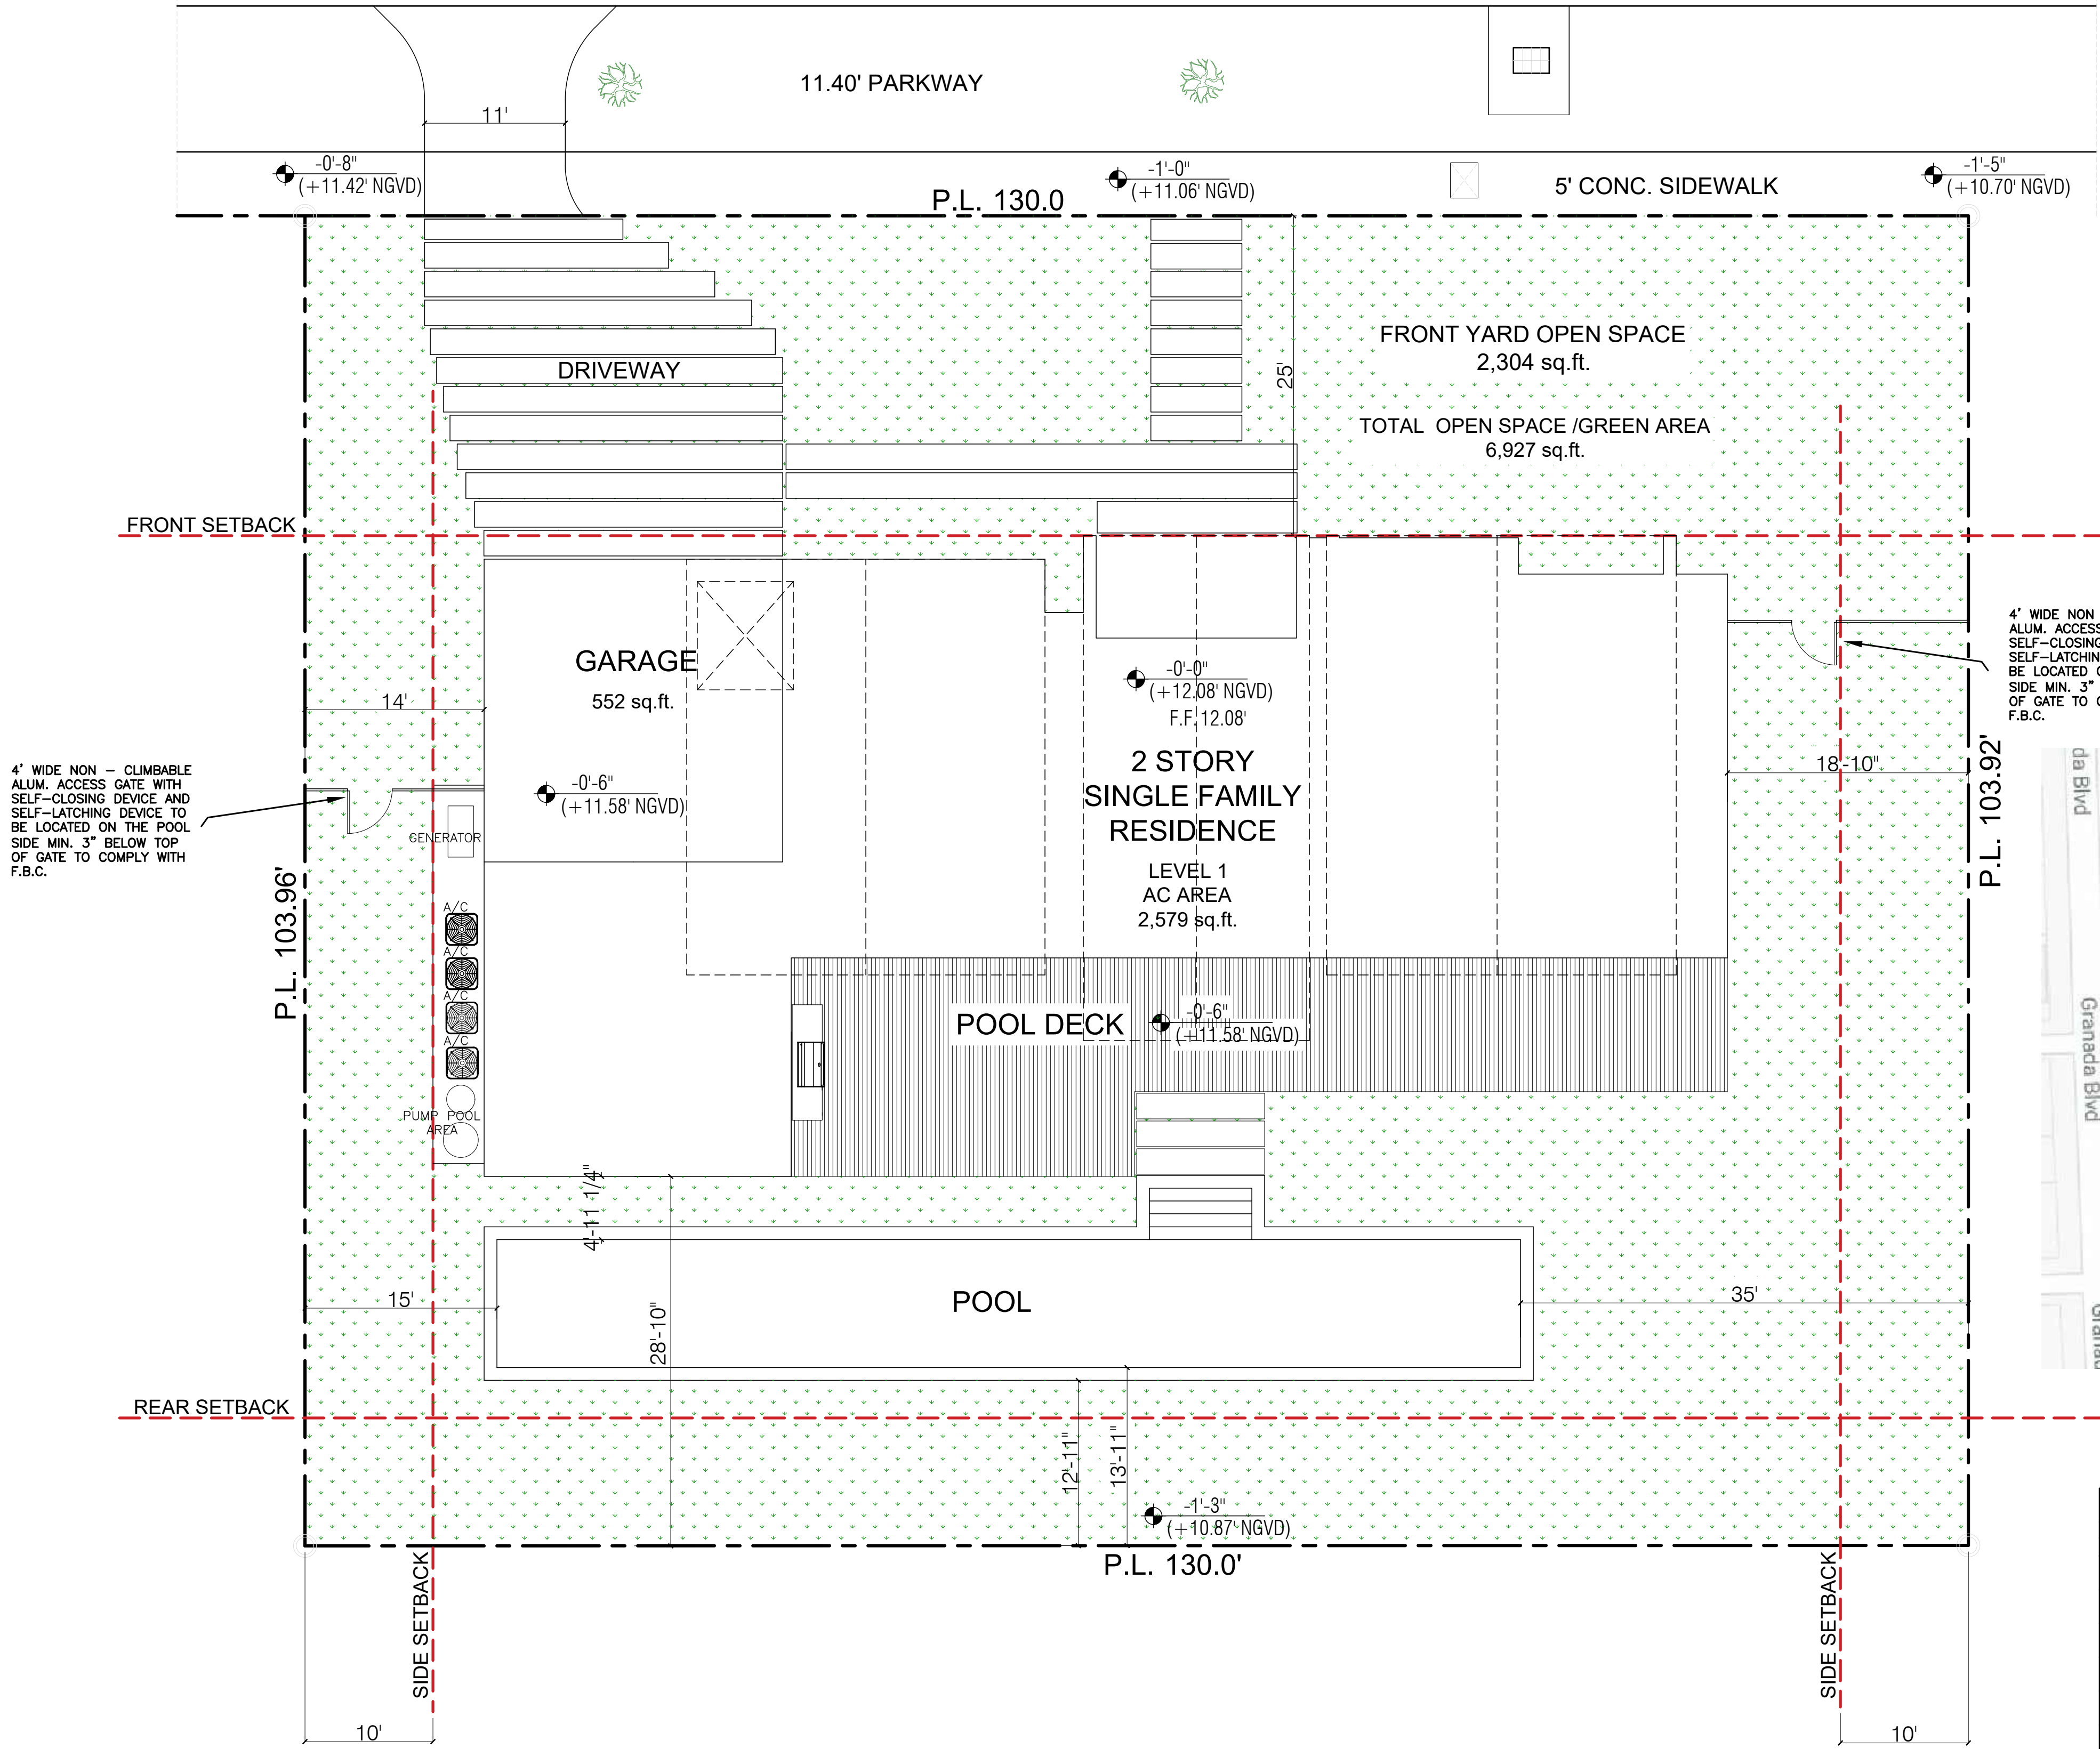 11.40' PARKWAY
11'
-0'-8"
(+11.42' NGVD)
-1'-0"
(+11.06' NGVD)
5' CONC. SIDEWALK
-1'-5"
(+10.70' NGVD)
P.L. 130.0
FRONT YARD OPEN SPACE
2,304 sq.ft.
25'
DRIVEWAY
TOTAL OPEN SPACE /GREEN AREA
6,927 sq.ft.
FRONT SETBACK
4' WIDE NON
ALUM. ACCESS
SELF-CLOSING
SELF-LATCHIN
BE LOCATED
SIDE MIN. 3"
OF GATE TO
F.B.C.
GARAGE
552 sq.ft.
14'
-0'-0"
(+12.08' NGVD)
F.F. 12.08'
2 STORY
SINGLE FAMILY
RESIDENCE
LEVEL 1
AC AREA
2,579 sq.ft.
18'-10"
P.L. 103.92'
da Blvd
4' WIDE NON - CLIMBABLE
ALUM. ACCESS GATE WITH
SELF-CLOSING DEVICE AND
SELF-LATCHING DEVICE TO
BE LOCATED ON THE POOL
SIDE MIN. 3" BELOW TOP
OF GATE TO COMPLY WITH
F.B.C.
-0'-6"
(+11.58' NGVD)
GENERATOR
P.L. 103.96'
A/C
A/C
A/C
A/C
PUMP POOL
AREA
POOL DECK
-0'-6"
(+11.58' NGVD)
Granada Blvd
4'-11 1/4"
15'
28'-10"
POOL
35'
REAR SETBACK
12'-11"
13'-11"
-1'-3"
(+10.87' NGVD)
P.L. 130.0'
SIDE SETBACK
SIDE SETBACK
10'
10'